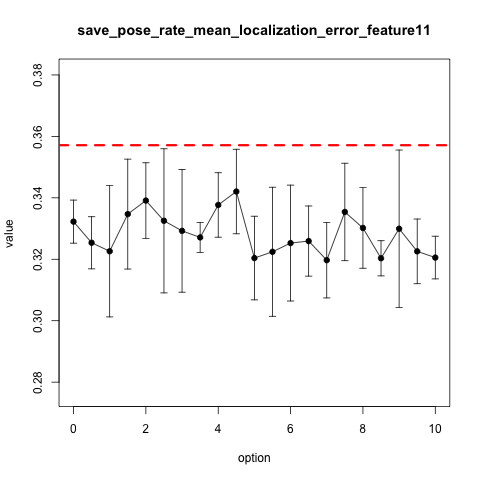 save_pose_rate_mean_localization_error_feature11
value
0.38
0.36
0.34
0.32
0.30
0.28
0 2 4 6 8 10
option